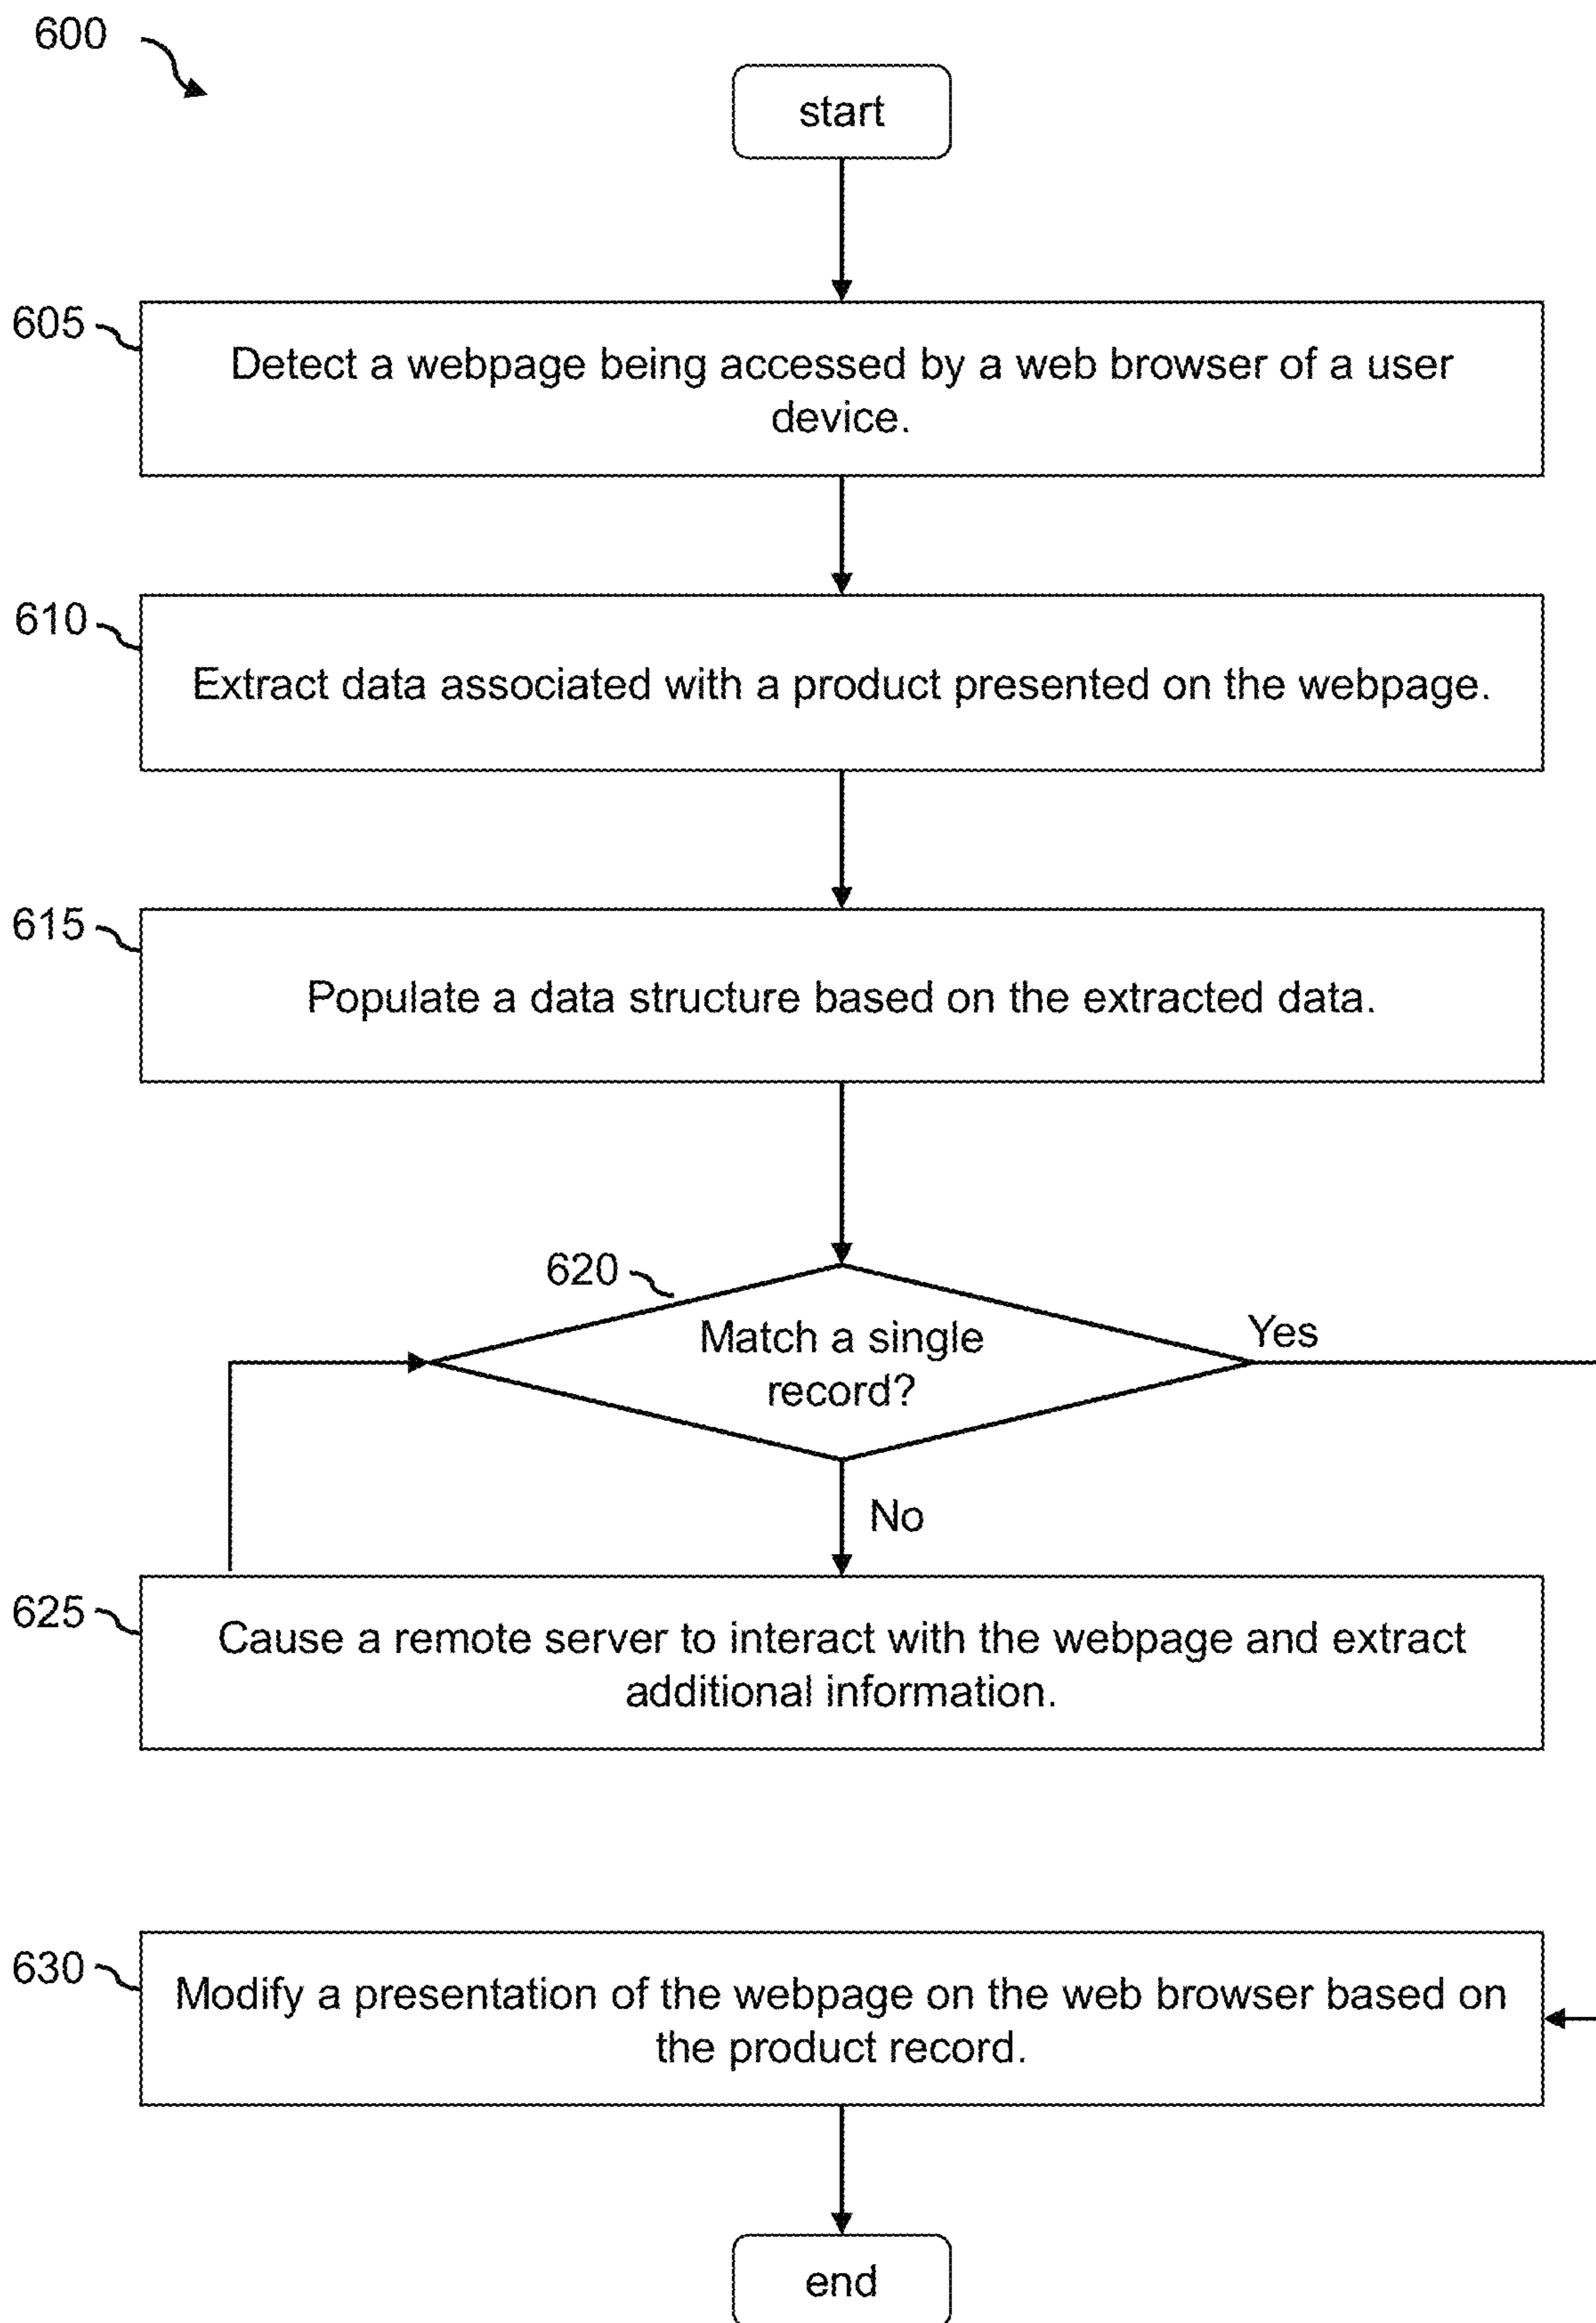 600
start
605
Detect a webpage being accessed by a web browser of a user
device.
610
Extract data associated with a product presented on the webpage.
615
Populate a data structure based on the extracted data.
620
Match a single
record?
Yes
No
625
Cause a remote server to interact with the webpage and extract
additional information.
630
Modify a presentation of the webpage on the web browser based on
the product record.
end